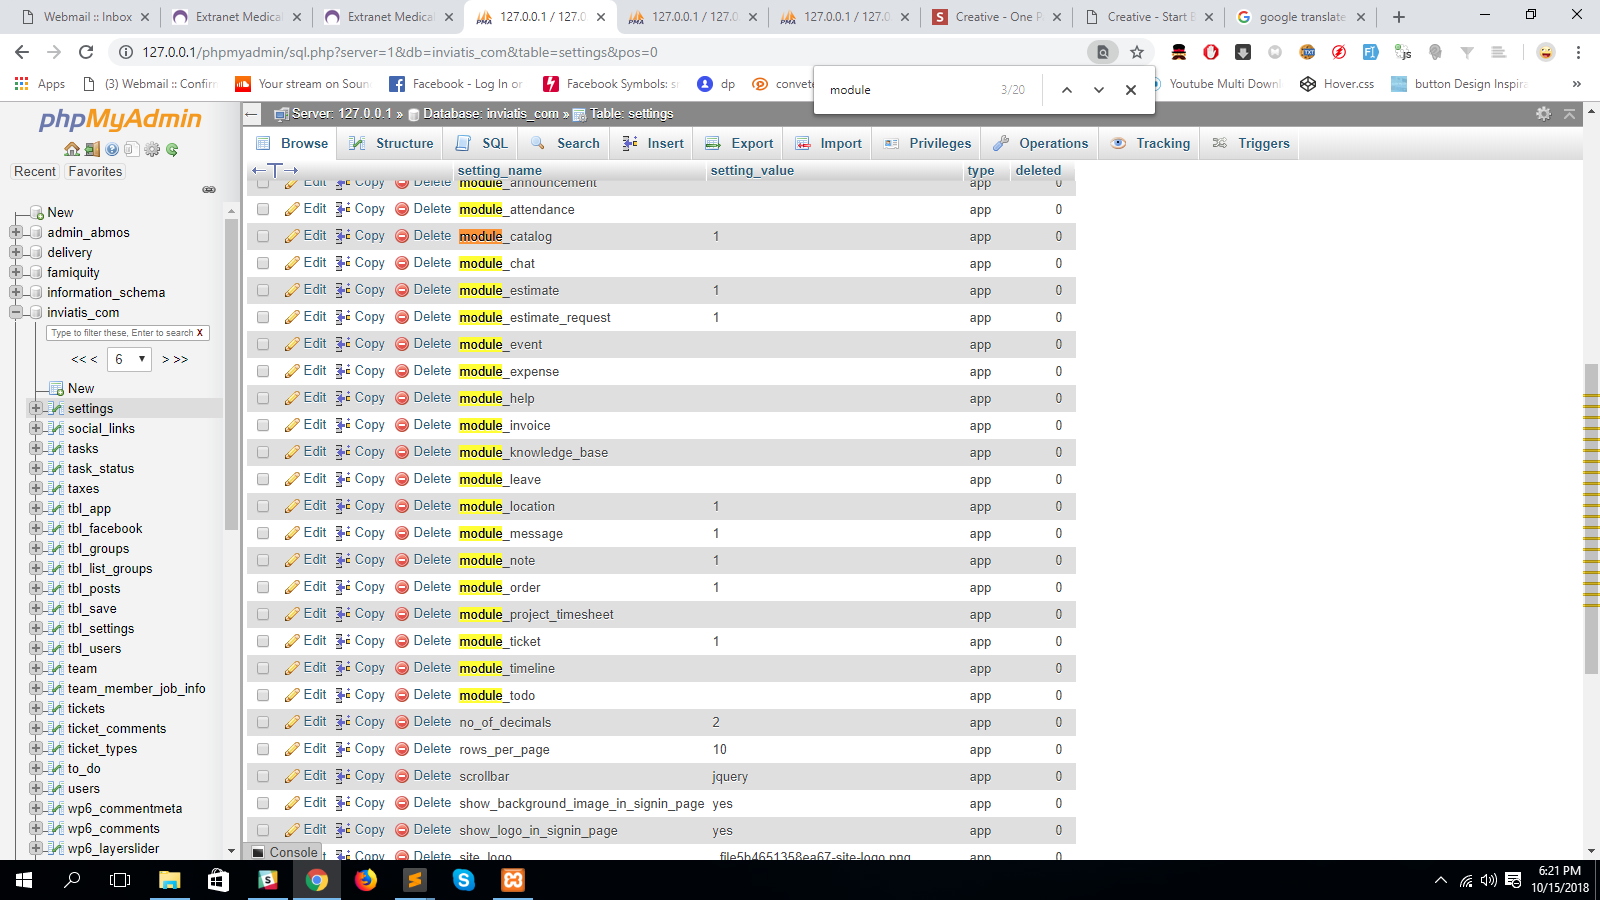 Webmail :: Inbox
Extranet Medical
Extranet Medical
127.0.0.1 / 127.0
127.0.0.1 / 127.0
127.0.0.1 / 127.0
Creative - One P
Creative - Start B
google translate
127.0.0.1/phpmyadmin/sql.php?server=1&db=inviatis_com&table=settings&pos=0
Apps
(3) Webmail :: Confirm
Your stream on Soun
Facebook - Log In or
Facebook Symbols: s
dp
convete
Youtube Multi Down
Hover.css
button Design Inspira
»
module
3/20
phpMyAdmin
Recent
Favorites
New
admin_abmos
delivery
famiquity
information_schema
inviatis_com
Type to filter these, Enter to search X
<< < 6 > >>
New
settings
social_links
tasks
task_status
taxes
tbl_app
tbl_facebook
tbl_groups
tbl_list_groups
tbl_posts
tbl_save
tbl_settings
tbl_users
team
team_member_job_info
tickets
ticket_comments
ticket_types
to_do
users
wp6_commentmeta
wp6_comments
wp6_layerslider
Server: 127.0.0.1 » Database: inviatis_com » Table: settings
Browse Structure SQL Search Insert Export Import Privileges Operations Tracking Triggers
setting_name setting_value type deleted
Edit Copy Delete module_announcement app 0
Edit Copy Delete module_attendance app 0
Edit Copy Delete module_catalog 1 app 0
Edit Copy Delete module_chat app 0
Edit Copy Delete module_estimate 1 app 0
Edit Copy Delete module_estimate_request 1 app 0
Edit Copy Delete module_event app 0
Edit Copy Delete module_expense app 0
Edit Copy Delete module_help app 0
Edit Copy Delete module_invoice app 0
Edit Copy Delete module_knowledge_base app 0
Edit Copy Delete module_leave app 0
Edit Copy Delete module_location 1 app 0
Edit Copy Delete module_message 1 app 0
Edit Copy Delete module_note 1 app 0
Edit Copy Delete module_order 1 app 0
Edit Copy Delete module_project_timesheet app 0
Edit Copy Delete module_ticket 1 app 0
Edit Copy Delete module_timeline app 0
Edit Copy Delete module_todo app 0
Edit Copy Delete no_of_decimals 2 app 0
Edit Copy Delete rows_per_page 10 app 0
Edit Copy Delete scrollbar jquery app 0
Edit Copy Delete show_background_image_in_signin_page yes app 0
Edit Copy Delete show_logo_in_signin_page yes app 0
Copy Delete site_logo _file5b4651358ea67-site-logo.png app 0
Console
6:21 PM
10/15/2018